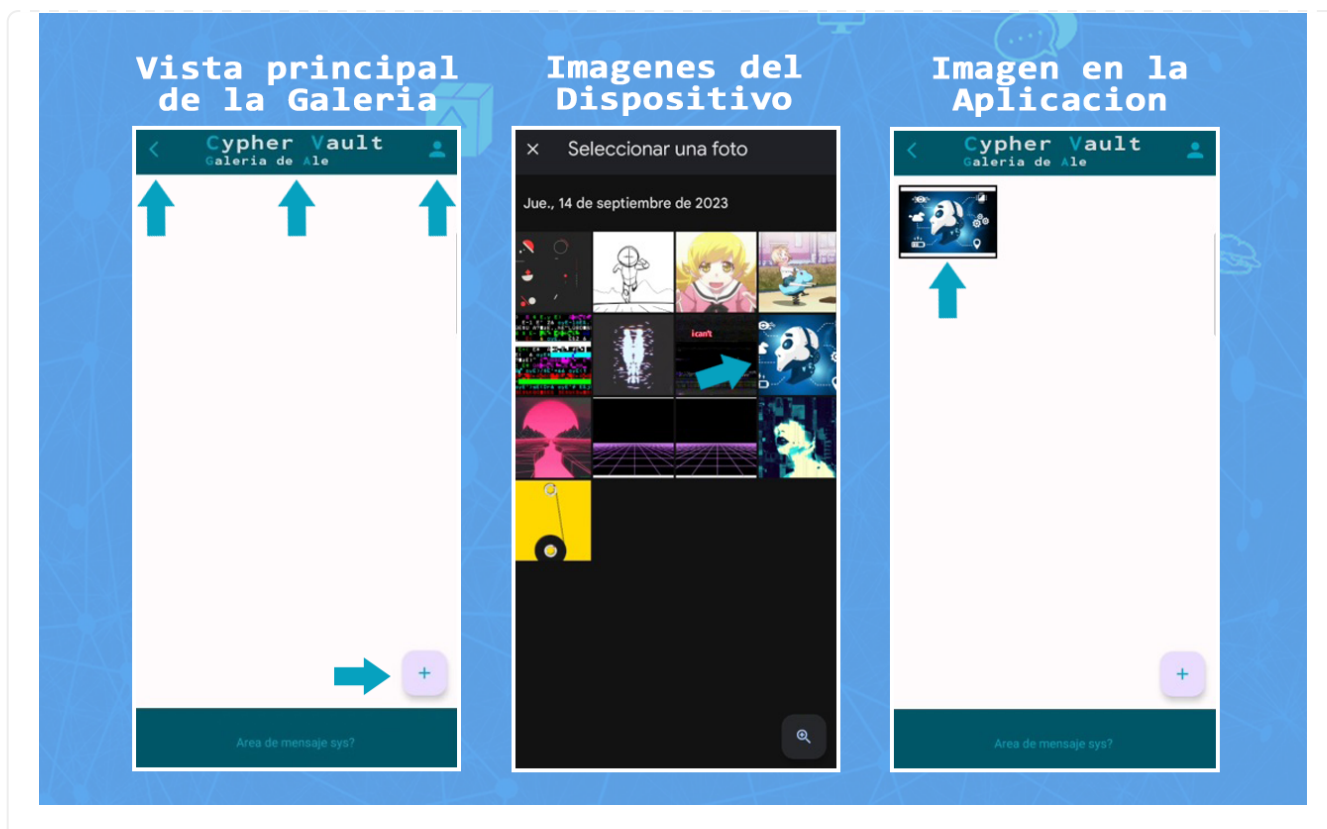 Vista principal
de la Galeria
Cypher Vault
Galeria de Ale
+
Area de mensaje sys?
Imagenes del
Dispositivo
× Seleccionar una foto
Jue., 14 de septiembre de 2023
ican't
Imagen en la
Aplicacion
Cypher Vault
Galeria de Ale
+
Area de mensaje sys?